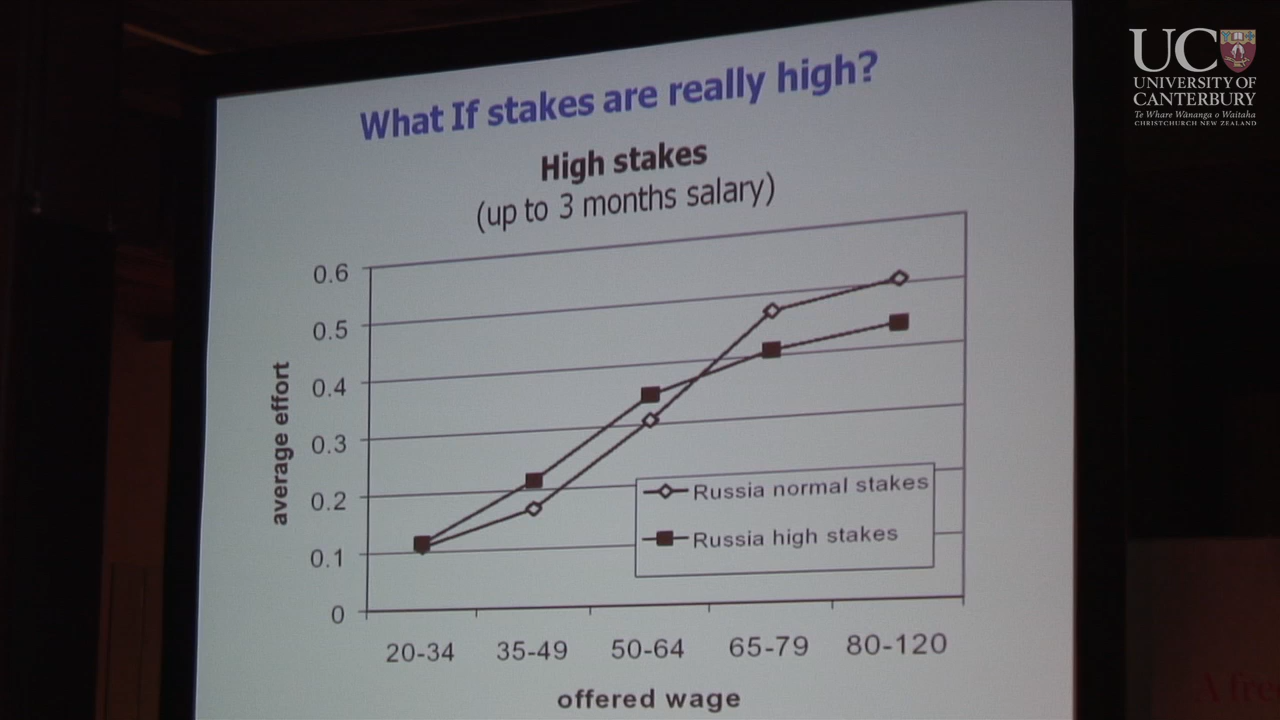 What If stakes are really high?
High stakes
(up to 3 months salary)
0.6
0.5
0.4
0.3
0.2
0.1
0
average effort
Russia normal stakes
Russia high stakes
20-34 35-49 50-64 65-79 80-120
offered wage
UC
UNIVERSITY OF
CANTERBURY
Te Whare Wānanga o Waitaha
CHRISTCHURCH NEW ZEALAND